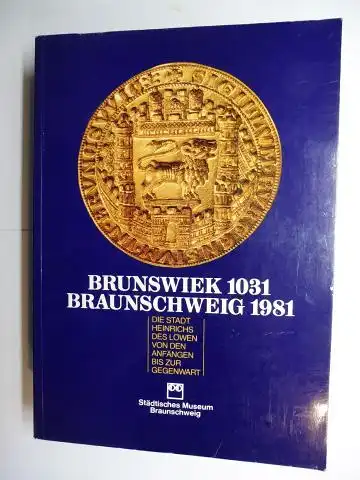 BRUNSWIEK 1031
BRAUNSCHWEIG 1981
DIE STADT
HEINRICHS
DES LÖWEN
VON DEN
ANFÄNGEN
BIS ZUR
GEGENWART
Städtisches Museum
Braunschweig